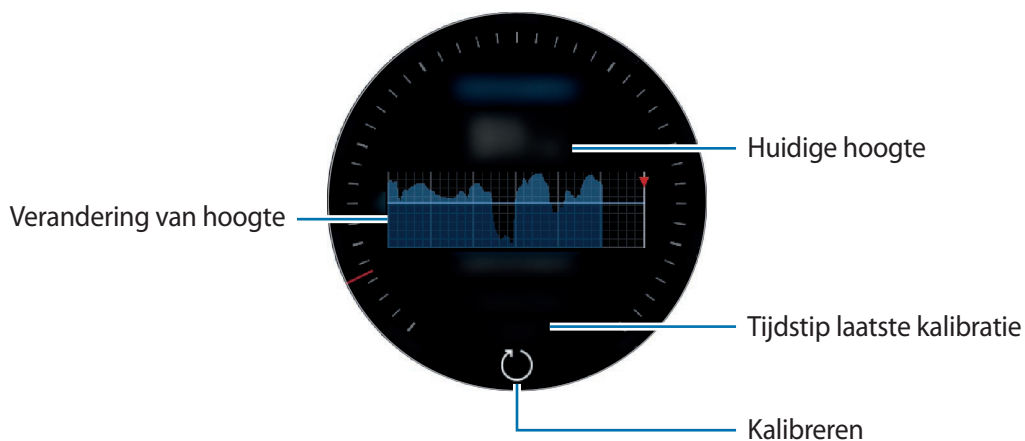 Huidige hoogte
Verandering van hoogte
Tijdstip laatste kalibratie
Kalibreren